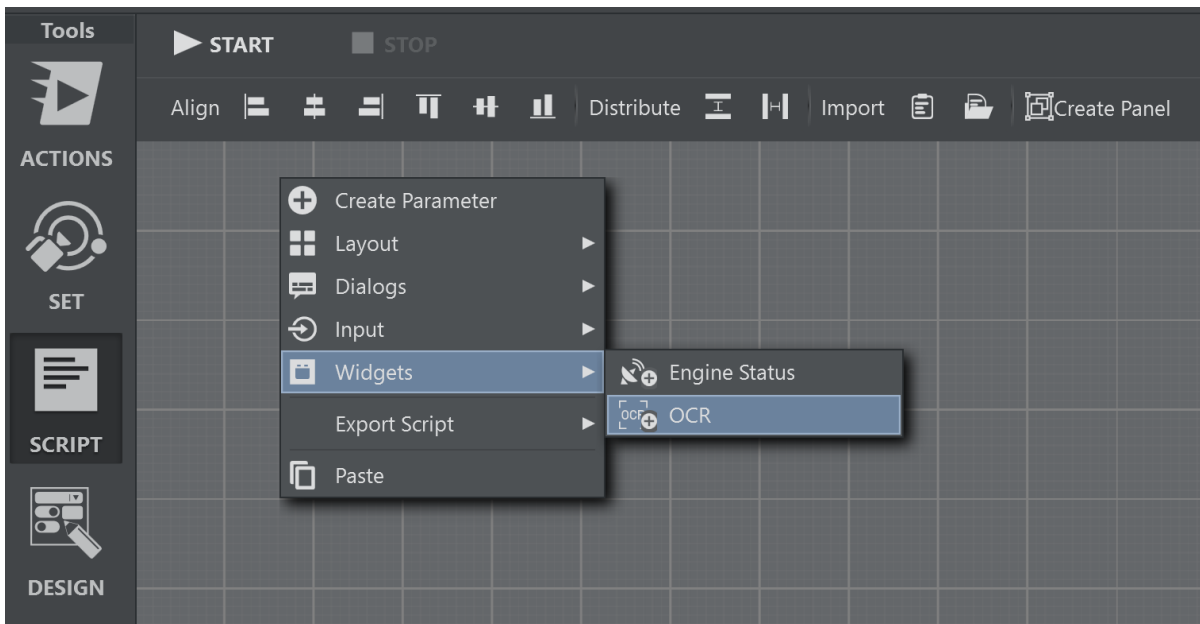 Tools
START
STOP
Align
Distribute
Import
Create Panel
ACTIONS
SET
SCRIPT
DESIGN
Create Parameter
Layout
Dialogs
Input
Widgets
Export Script
Paste
Engine Status
OCR
OCR